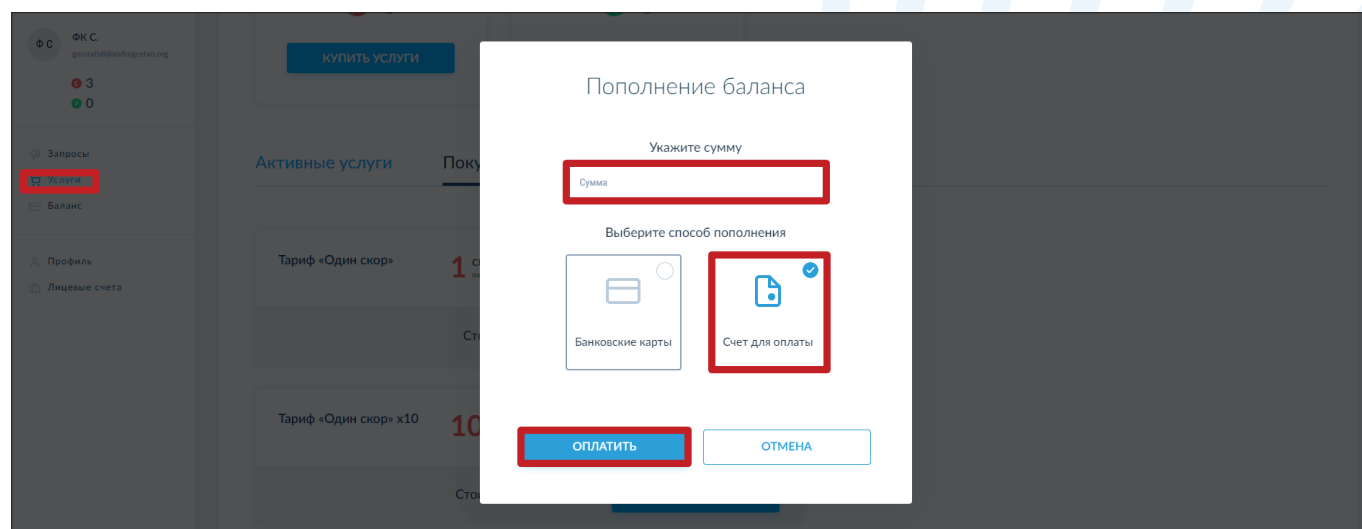 ФС
ФК С.
3
0
КУПИТЬ УСЛУГИ
Запросы
Услуги
Баланс
Профиль
Лицевые счета
Активные услуги
Поку
Тариф «Один скор»
1
Тариф «Один скор» x10
10
Сто
Пополнение баланса
Укажите сумму
Сумма
Выберите способ пополнения
Банковские карты
Счет для оплаты
ОПЛАТИТЬ
ОТМЕНА